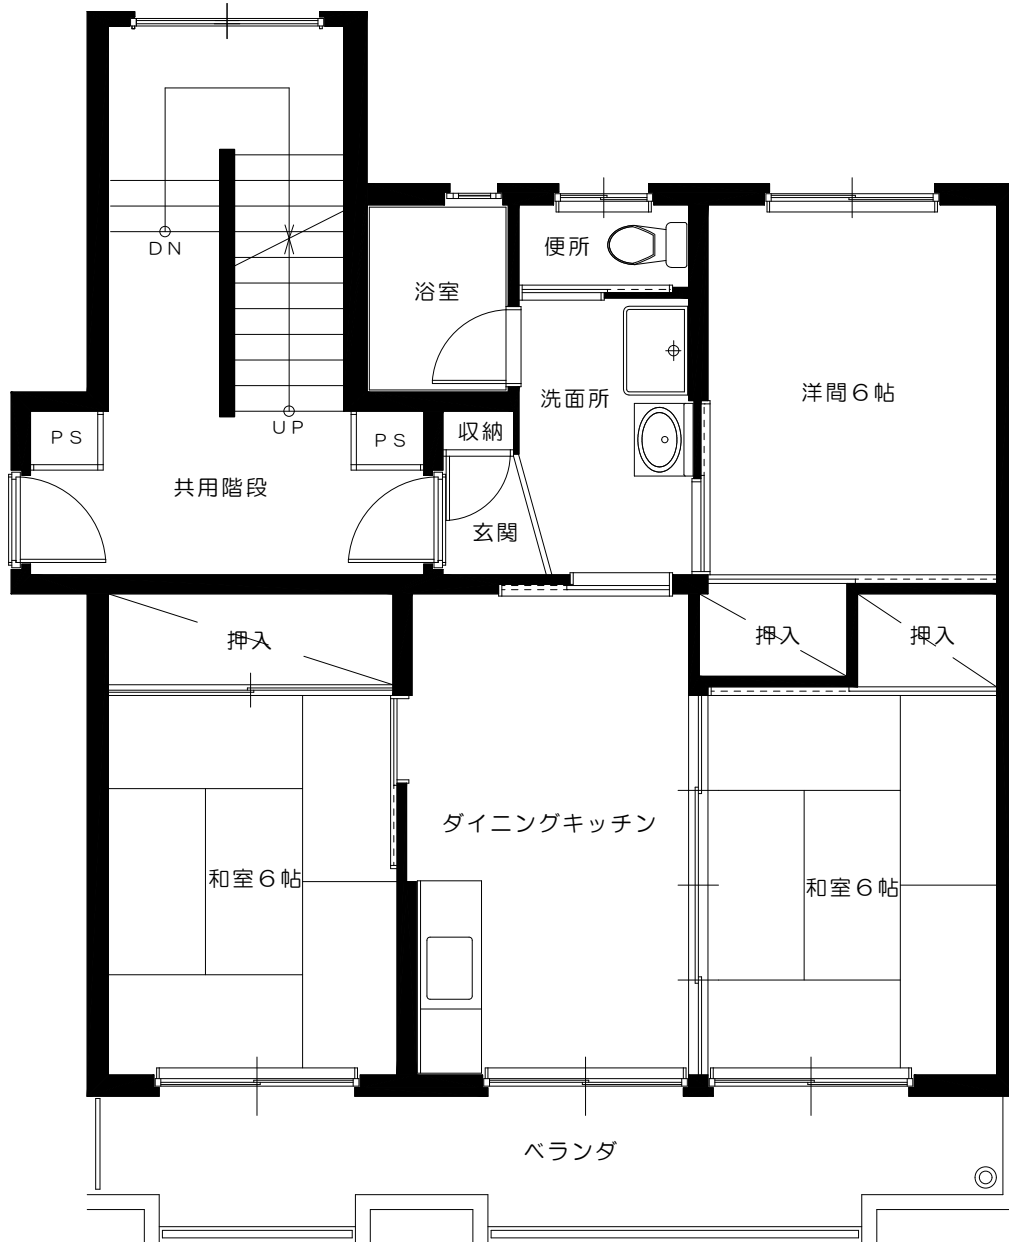 DN
便所
浴室
洋間6帖
洗面所
UP
収納
PS
PS
共用階段
玄関
押入
押入
押入
ダイニングキッチン
和室6帖
和室6帖
ベランダ